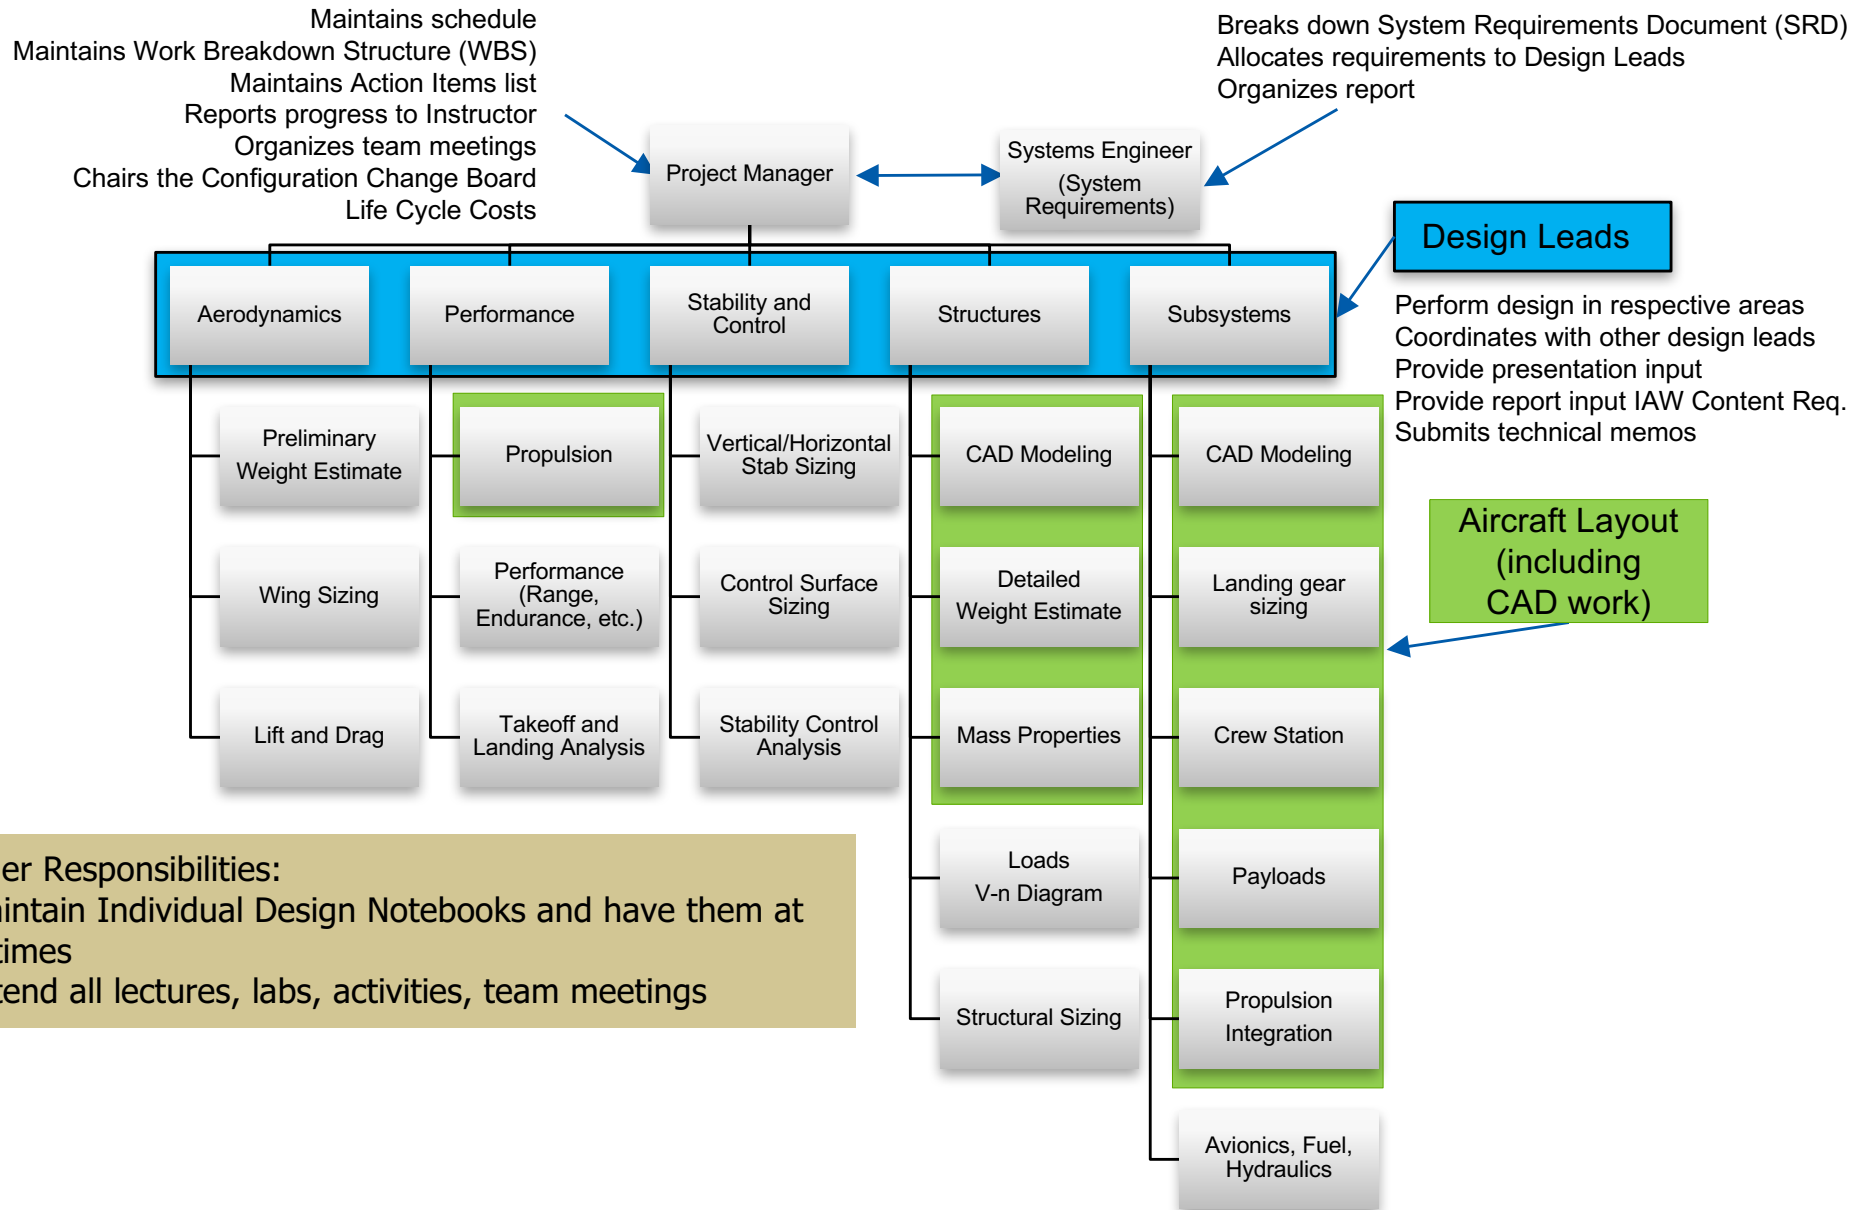 Maintains schedule
Maintains Work Breakdown Structure (WBS)
Maintains Action Items list
Reports progress to Instructor
Organizes team meetings
Chairs the Configuration Change Board
Life Cycle Costs
Breaks down System Requirements Document (SRD)
Allocates requirements to Design Leads
Organizes report
Project Manager
Systems Engineer
(System
Requirements)
Design Leads
Perform design in respective areas
Coordinates with other design leads
Provide presentation input
Provide report input IAW Content Req.
Submits technical memos
Aerodynamics
Performance
Stability and
Control
Structures
Subsystems
Preliminary
Weight Estimate
Wing Sizing
Lift and Drag
Propulsion
Performance
(Range,
Endurance, etc.)
Takeoff and
Landing Analysis
Vertical/Horizontal
Stab Sizing
Control Surface
Sizing
Stability Control
Analysis
CAD Modeling
Detailed
Weight Estimate
Mass Properties
Loads
V-n Diagram
Structural Sizing
CAD Modeling
Landing gear
sizing
Crew Station
Payloads
Propulsion
Integration
Avionics, Fuel,
Hydraulics
Aircraft Layout
(including
CAD work)
Responsibilities:
Individual Design Notebooks and have them at
times
all lectures, labs, activities, team meetings